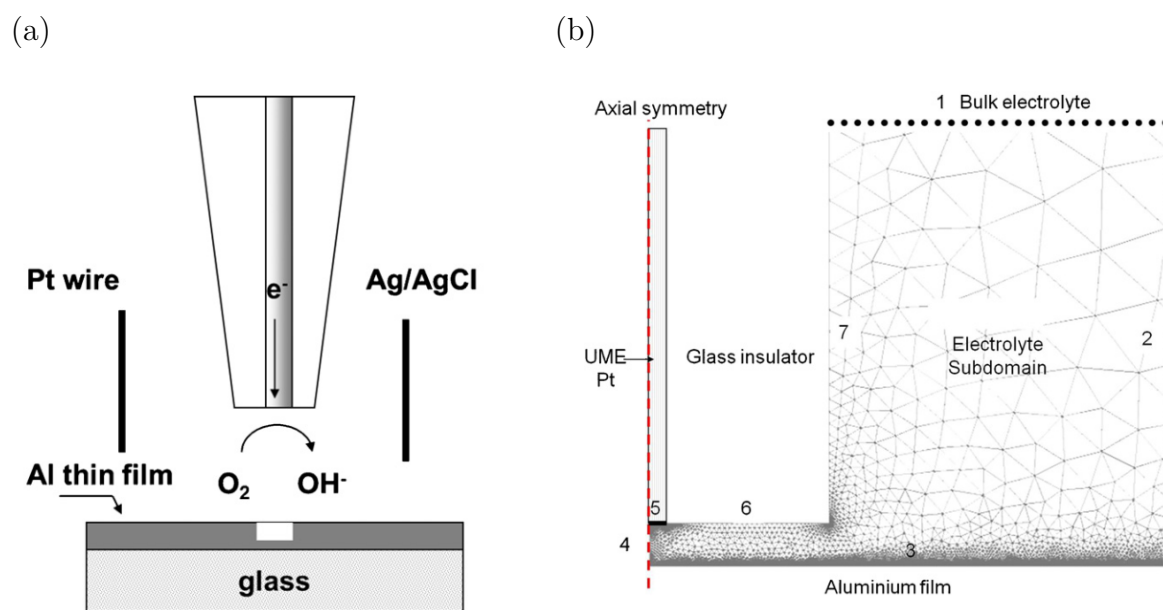 (a)
Pt wire
e-
Ag/AgCl
Al thin film
O2
OH-
glass
(b)
1 Bulk electrolyte
Axial symmetry
7
2
UME
Pt
Glass insulator
Electrolyte
Subdomain
5
6
4
3
Aluminium film